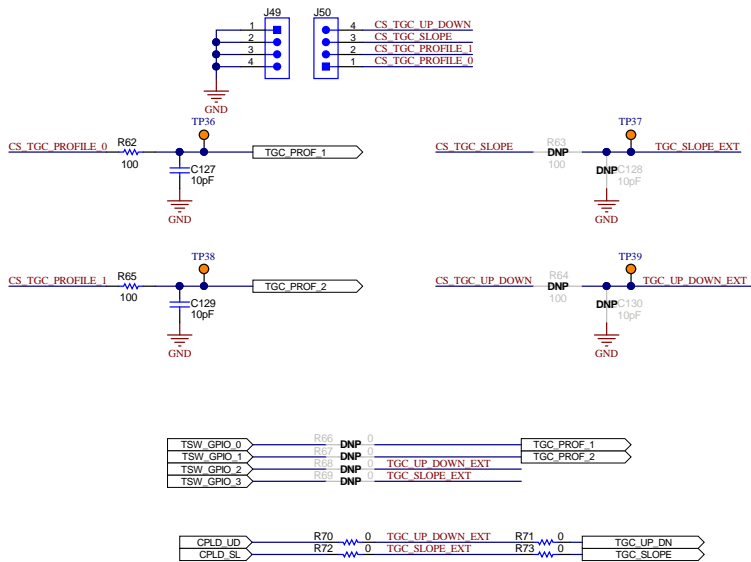 J49 J50
1 4 CS_TGC_UP_DOWN
2 3 CS_TGC_SLOPE
3 2 CS_TGC_PROFILE_1
4 1 CS_TGC_PROFILE_0
GND
TP36 TP37
CS_TGC_PROFILE_0 R62 100 TGC_PROF_1 CS_TGC_SLOPE R63 DNP 100 TGC_SLOPE_EXT
C127 DNP C128
10pF 10pF
GND GND
TP38 TP39
CS_TGC_PROFILE_1 R65 100 TGC_PROF_2 CS_TGC_UP_DOWN R64 DNP 100 TGC_UP_DOWN_EXT
C129 DNP C130
10pF 10pF
GND GND
TSW_GPIO_0 R66 DNP 0 TGC_PROF_1
TSW_GPIO_1 R67 DNP 0 TGC_PROF_2
TSW_GPIO_2 R68 DNP 0 TGC_UP_DOWN_EXT
TSW_GPIO_3 R69 DNP 0 TGC_SLOPE_EXT
CPLD_UD R70 0 TGC_UP_DOWN_EXT R71 0 TGC_UP_DN
CPLD_SL R72 0 TGC_SLOPE_EXT R73 0 TGC_SLOPE